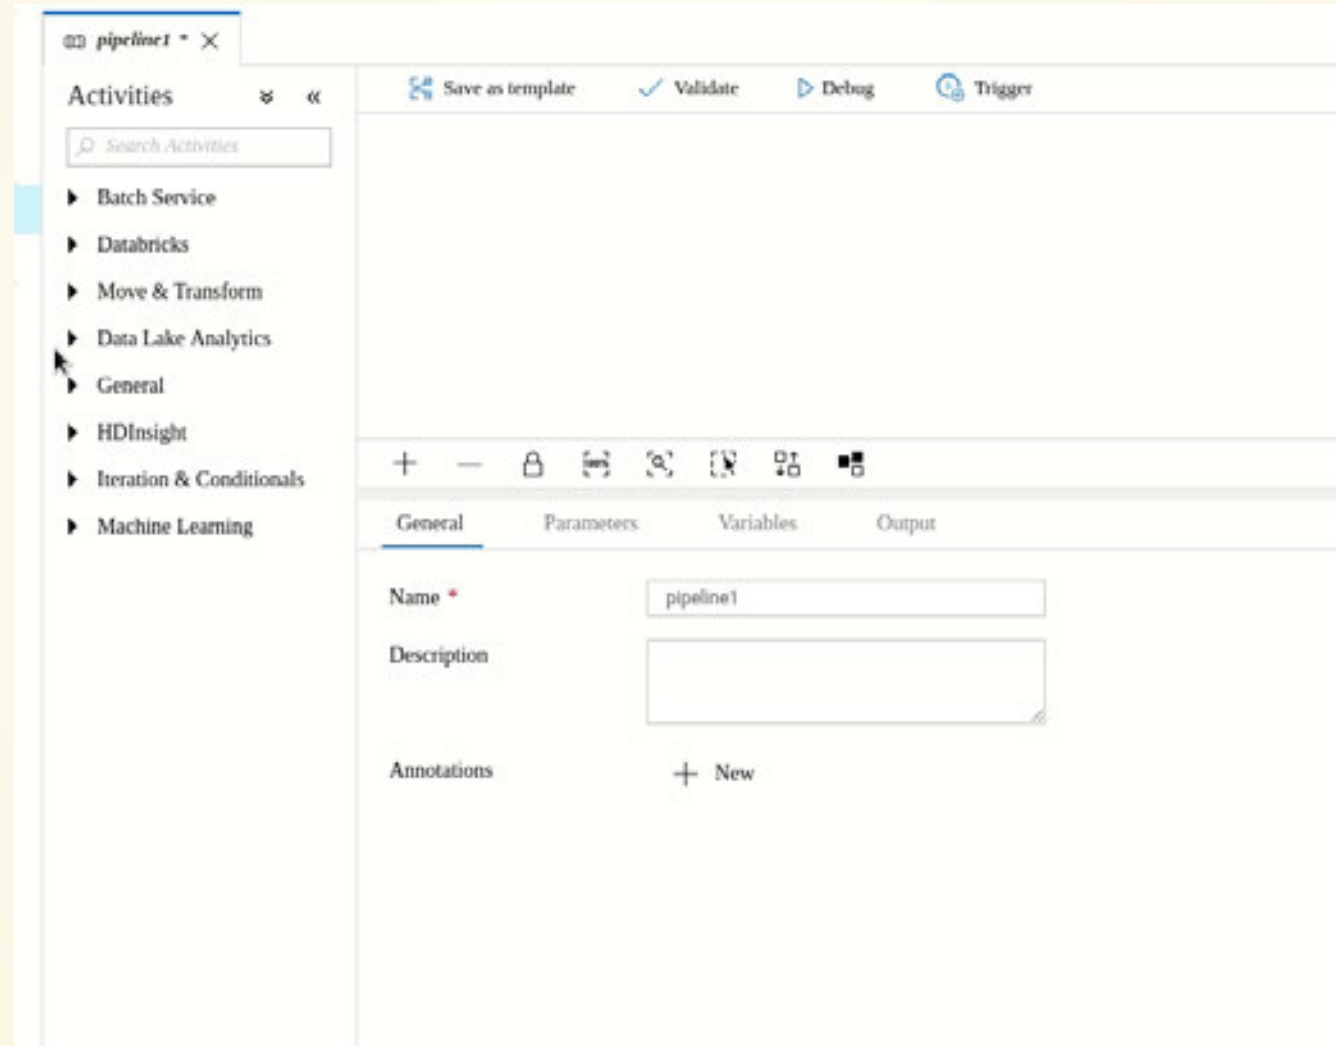 pipeline1 *
Activities
Save as template
Validate
Debug
Trigger
Search Activities
Batch Service
Databricks
Move & Transform
Data Lake Analytics
General
HDInsight
Iteration & Conditionals
Machine Learning
General
Parameters
Variables
Output
Name *
pipeline1
Description
Annotations
New